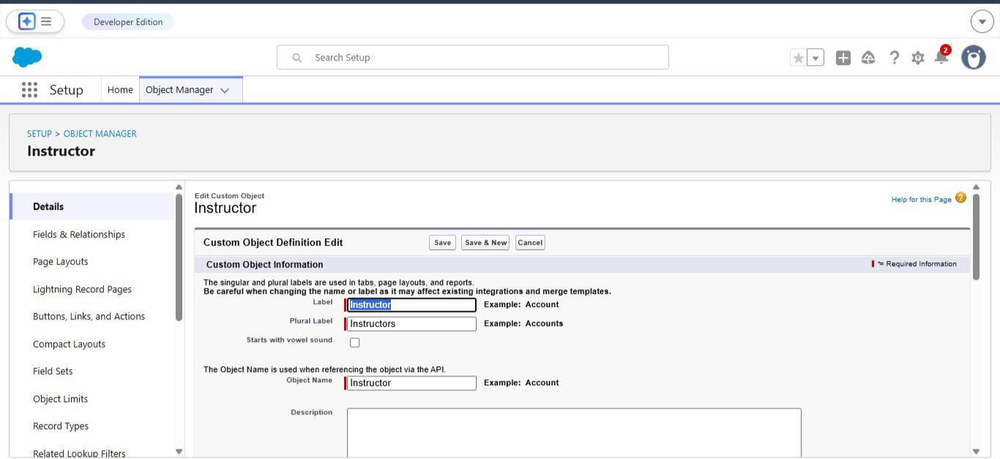 Developer Edition
Search Setup
2
Setup
Home
Object Manager
SETUP > OBJECT MANAGER
Instructor
Details
Fields & Relationships
Page Layouts
Lightning Record Pages
Buttons, Links, and Actions
Compact Layouts
Field Sets
Object Limits
Record Types
Related Lookup Filters
Edit Custom Object
Instructor
Help for this Page ?
Custom Object Definition Edit
Save
Save & New
Cancel
Custom Object Information
= Required Information
The singular and plural labels are used in tabs, page layouts, and reports.
Be careful when changing the name or label as it may affect existing integrations and merge templates.
Label Instructor Example: Account
Plural Label Instructors Example: Accounts
Starts with vowel sound
The Object Name is used when referencing the object via the API.
Object Name Instructor Example: Account
Description